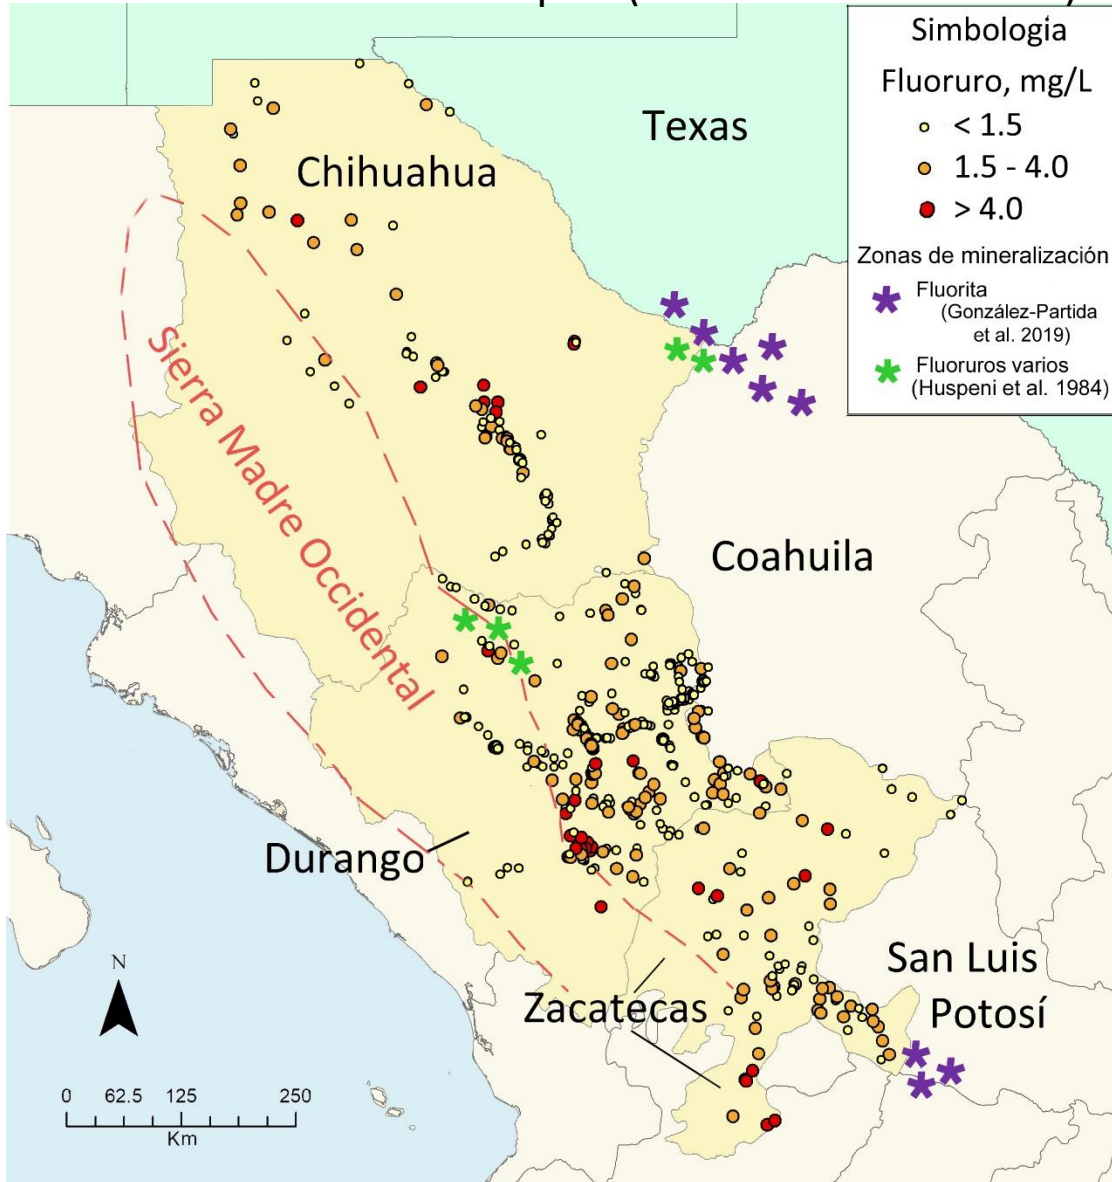 Simbologia
Fluoruro, mg/L
< 1.5
1.5 - 4.0
> 4.0
Zonas de mineralización
Fluorita
(González-Partida
et al. 2019)
Fluoruros varios
(Huspeni et al. 1984)
Texas
Chihuahua
Sierra Madre Occidental
Coahuila
Durango
San Luis
Potosí
Zacatecas
N
0 62.5 125 250
Km